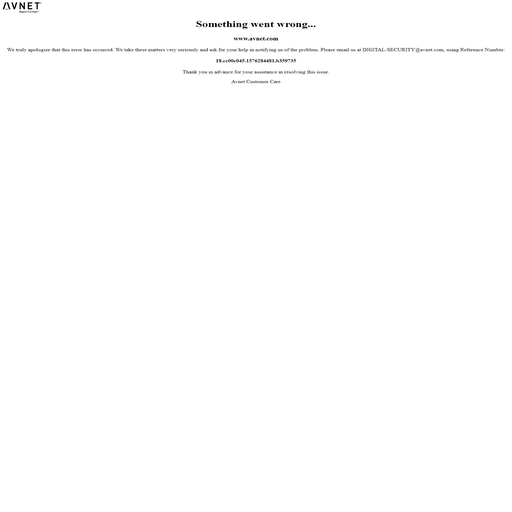 AVNET
Something went wrong...
www.avnet.com
We truly apologize that this error has occurred. We take these matters very seriously and ask for your help in notifying us of the problem. Please email us at DIGITAL-SECURITY@avnet.com, using Reference Number:
18.cc00c045.1576284481.b359735
Thank you in advance for your assistance in resolving this issue.
Avnet Customer Care